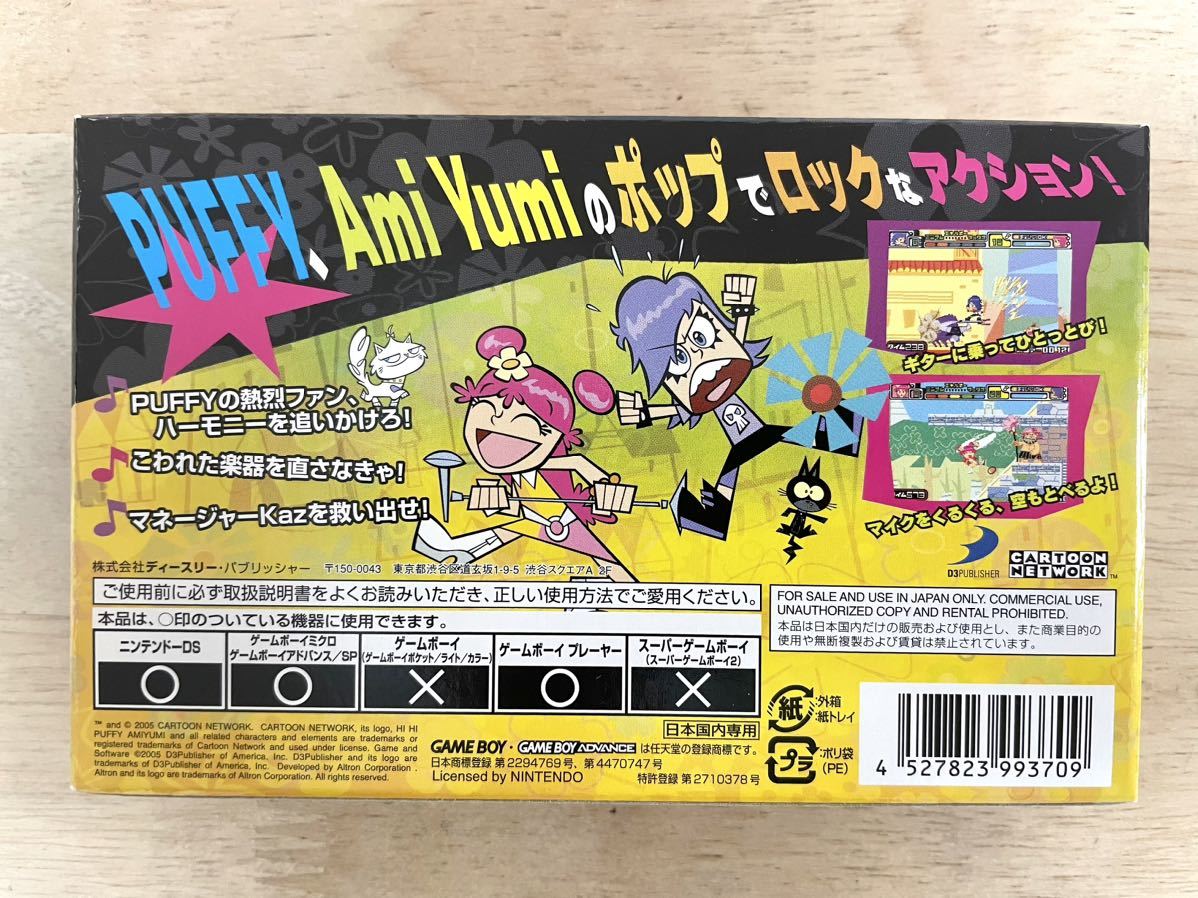 PUFFY、Ami Yumiのポップでロックなアクション!
ギターに乗ってひとっとび!
PUFFYの熱烈ファン、
ハーモニーを追いかけろ!
こわれた楽器を直さなきゃ!
マネージャーKazを救い出せ!
マイクをくるくる、空もとべるよ!
D3PUBLISHER
CARTOON
NETWORK™
株式会社ディースリー・パブリッシャー 〒150-0043 東京都渋谷区道玄坂1-9-5 渋谷スクエアA 2F
ご使用前に必ず取扱説明書をよくお読みいただき、正しい使用方法でご愛用ください。
本品は、○印のついている機器に使用できます。
ニンテンドーDS
ゲームボーイミクロ
ゲームボーイアドバンス/SP
ゲームボーイ
(ゲームボーイポケット/ライト/カラー)
ゲームボーイ プレーヤー
スーパーゲームボーイ
(スーパーゲームボーイ2)
○ ○ × ○ ×
FOR SALE AND USE IN JAPAN ONLY. COMMERCIAL USE,
UNAUTHORIZED COPY AND RENTAL PROHIBITED.
本品は日本国内だけの販売および使用とし、また商業目的の
使用や無断複製および賃貸は禁止されています。
™ and © 2005 CARTOON NETWORK. CARTOON NETWORK, its logo, HI HI
PUFFY AMIYUMI and all related characters and elements are trademarks or
registered trademarks of Cartoon Network and used under license. Game and
Software ©2005 D3Publisher of America, Inc. D3Publisher of America, Inc. and its logo are
trademarks of D3Publisher of America, Inc. Developed by Altron Corporation.
Altron and its logo are trademarks of Altron Corporation. All rights reserved.
日本国内専用
GAME BOY・GAME BOY ADVANCE は任天堂の登録商標です。
日本商標登録 第2294769号、第4470747号
Licensed by NINTENDO
特許登録 第2710378号
紙
:外箱
:紙トレイ
プラ
:ポリ袋
(PE)
4 527823 993709